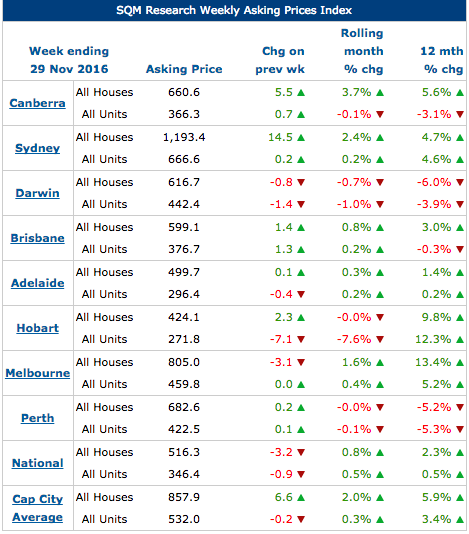 SQM Research Weekly Asking Prices Index
Week ending 29 Nov 2016 Asking Price Chg on prev wk Rolling month % chg 12 mth % chg
Canberra All Houses 660.6 5.5 ▲ 3.7% ▲ 5.6% ▲
All Units 366.3 0.7 ▲ -0.1% ▼ -3.1% ▼
Sydney All Houses 1,193.4 14.5 ▲ 2.4% ▲ 4.7% ▲
All Units 666.6 0.2 ▲ 0.2% ▲ 4.6% ▲
Darwin All Houses 616.7 -0.8 ▼ -0.7% ▼ -6.0% ▼
All Units 442.4 -1.4 ▼ -1.0% ▼ -3.9% ▼
Brisbane All Houses 599.1 1.4 ▲ 0.8% ▲ 3.0% ▲
All Units 376.7 1.3 ▲ 0.2% ▲ -0.3% ▼
Adelaide All Houses 499.7 0.1 ▲ 0.3% ▲ 1.4% ▲
All Units 296.4 -0.4 ▼ 0.2% ▲ 0.2% ▲
Hobart All Houses 424.1 2.3 ▲ -0.0% ▼ 9.8% ▲
All Units 271.8 -7.1 ▼ -7.6% ▼ 12.3% ▲
Melbourne All Houses 805.0 -3.1 ▼ 1.6% ▲ 13.4% ▲
All Units 459.8 0.0 ▲ 0.4% ▲ 5.2% ▲
Perth All Houses 682.6 0.2 ▲ -0.0% ▼ -5.2% ▼
All Units 422.5 0.1 ▲ -0.1% ▼ -5.3% ▼
National All Houses 516.3 -3.2 ▼ 0.8% ▲ 2.3% ▲
All Units 346.4 -0.9 ▼ 0.5% ▲ 0.5% ▲
Cap City Average All Houses 857.9 6.6 ▲ 2.0% ▲ 5.9% ▲
All Units 532.0 -0.2 ▼ 0.3% ▲ 3.4% ▲